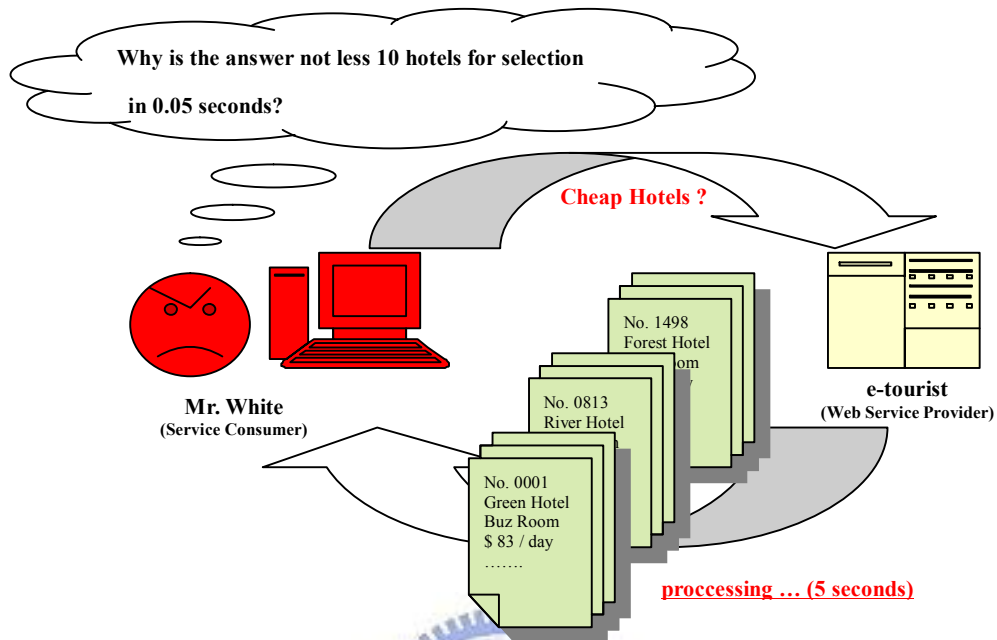 Why is the answer not less 10 hotels for selection
in 0.05 seconds?
Cheap Hotels ?
Mr. White
(Service Consumer)
e-tourist
(Web Service Provider)
No. 1498
Forest Hotel
No. 0813
River Hotel
No. 0001
Green Hotel
Buz Room
$ 83 / day
…….
proccessing … (5 seconds)